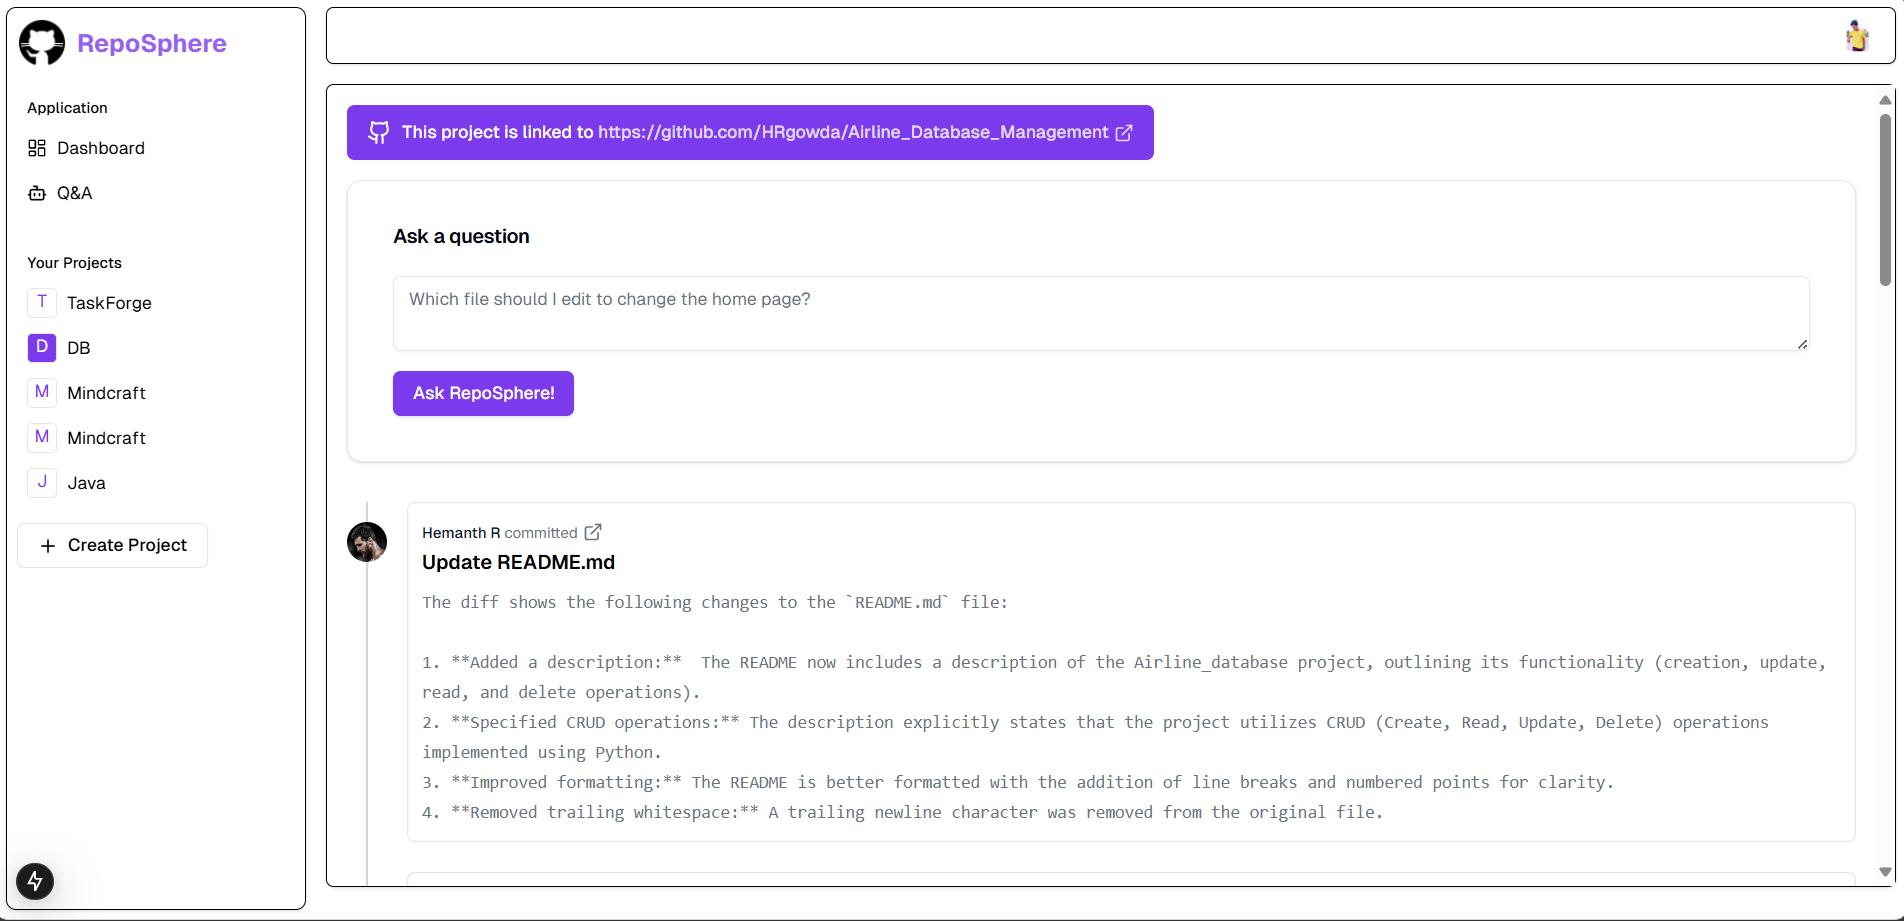 RepoSphere
Application
Dashboard
Q&A
Your Projects
T TaskForge
D DB
M Mindcraft
M Mindcraft
J Java
+ Create Project
This project is linked to https://github.com/HRgowda/Airline_Database_Management
Ask a question
Which file should I edit to change the home page?
Ask RepoSphere!
Hemanth R committed
Update README.md
The diff shows the following changes to the `README.md` file:
1. **Added a description:**  The README now includes a description of the Airline_database project, outlining its functionality (creation, update,
read, and delete operations).
2. **Specified CRUD operations:** The description explicitly states that the project utilizes CRUD (Create, Read, Update, Delete) operations
implemented using Python.
3. **Improved formatting:** The README is better formatted with the addition of line breaks and numbered points for clarity.
4. **Removed trailing whitespace:** A trailing newline character was removed from the original file.